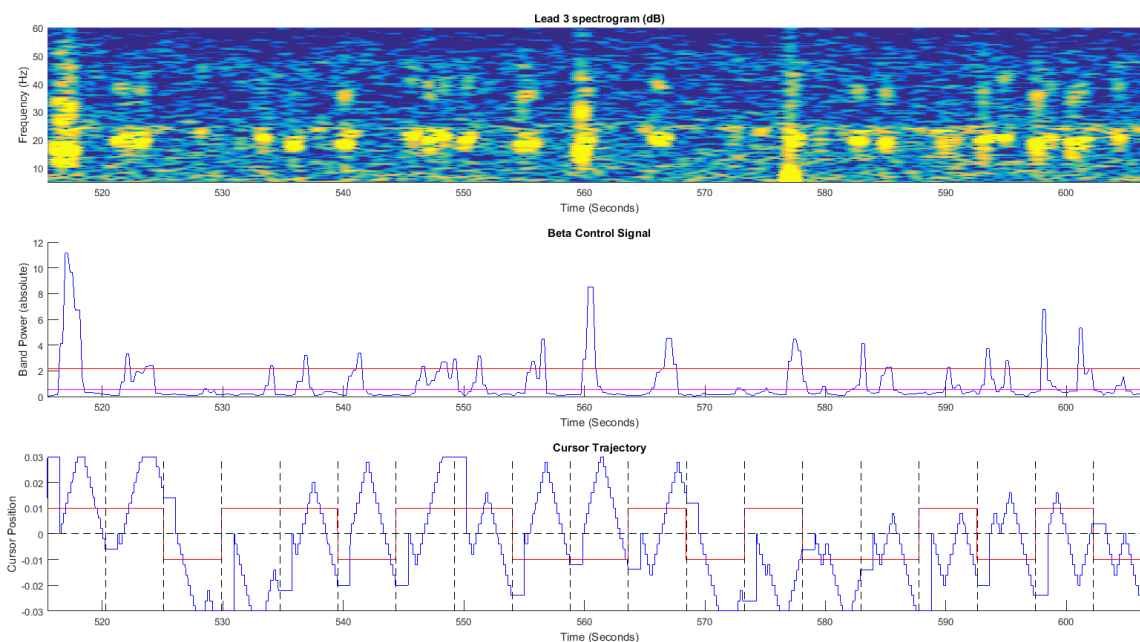 Lead 3 spectrogram (dB)
Frequency (Hz)
60
50
40
30
20
10
520 530 540 550 560 570 580 590 600
Time (Seconds)
Beta Control Signal
Band Power (absolute)
12
10
8
6
4
2
0
520 530 540 550 560 570 580 590 600
Time (Seconds)
Cursor Trajectory
Cursor Position
0.03
0.02
0.01
0
-0.01
-0.02
-0.03
520 530 540 550 560 570 580 590 600
Time (Seconds)